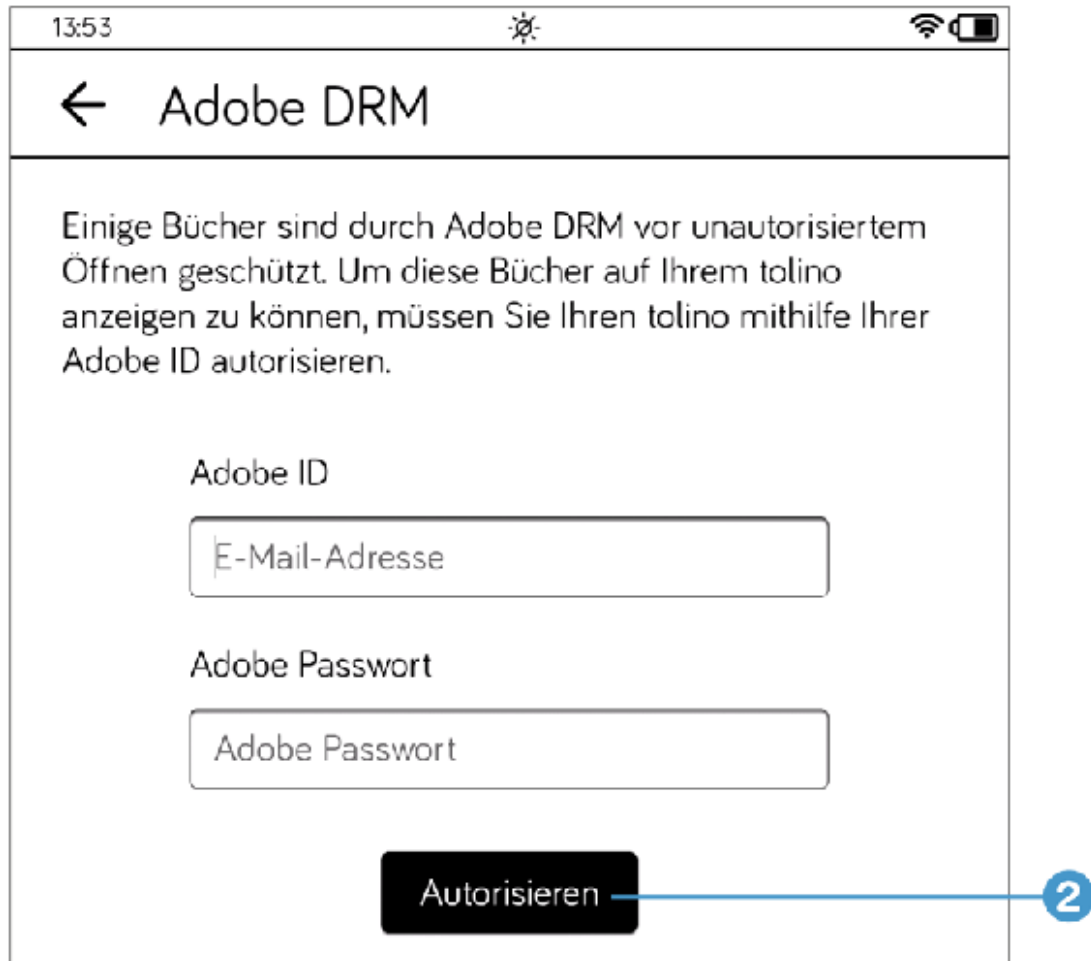 13:53
Adobe DRM
Einige Bücher sind durch Adobe DRM vor unautorisiertem
Öffnen geschützt. Um diese Bücher auf Ihrem tolino
anzeigen zu können, müssen Sie Ihren tolino mithilfe Ihrer
Adobe ID autorisieren.
Adobe ID
E-Mail-Adresse
Adobe Passwort
Adobe Passwort
Autorisieren
2